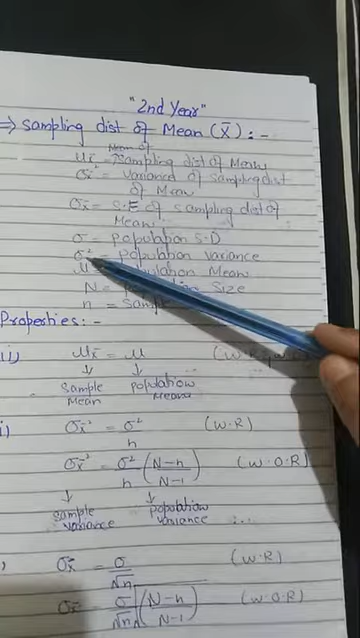 "2nd Year"
⇒ Sampling dist of Mean (X̄) : -
Mean of
μx̄ = sampling dist of Mean
σx̄² = variance of sampling dist
of Mean
σx̄ = S.E of sampling dist of
Mean
σ = population S.D
σ² = population variance
μ = population Mean
N = Size
n = Sample
Properties : -
i) μx̄ = μ
↓ ↓
Sample population
Mean Mean
i) σx̄² = σ²/n (W.R)
σx̄² = σ²/n (N-n/N-1) (W.O.R)
↓ ↓
Sample population
variance variance
σx̄ = σ/√n (W.R)
σx̄ = σ/√n √(N-n/N-1) (W.O.R)